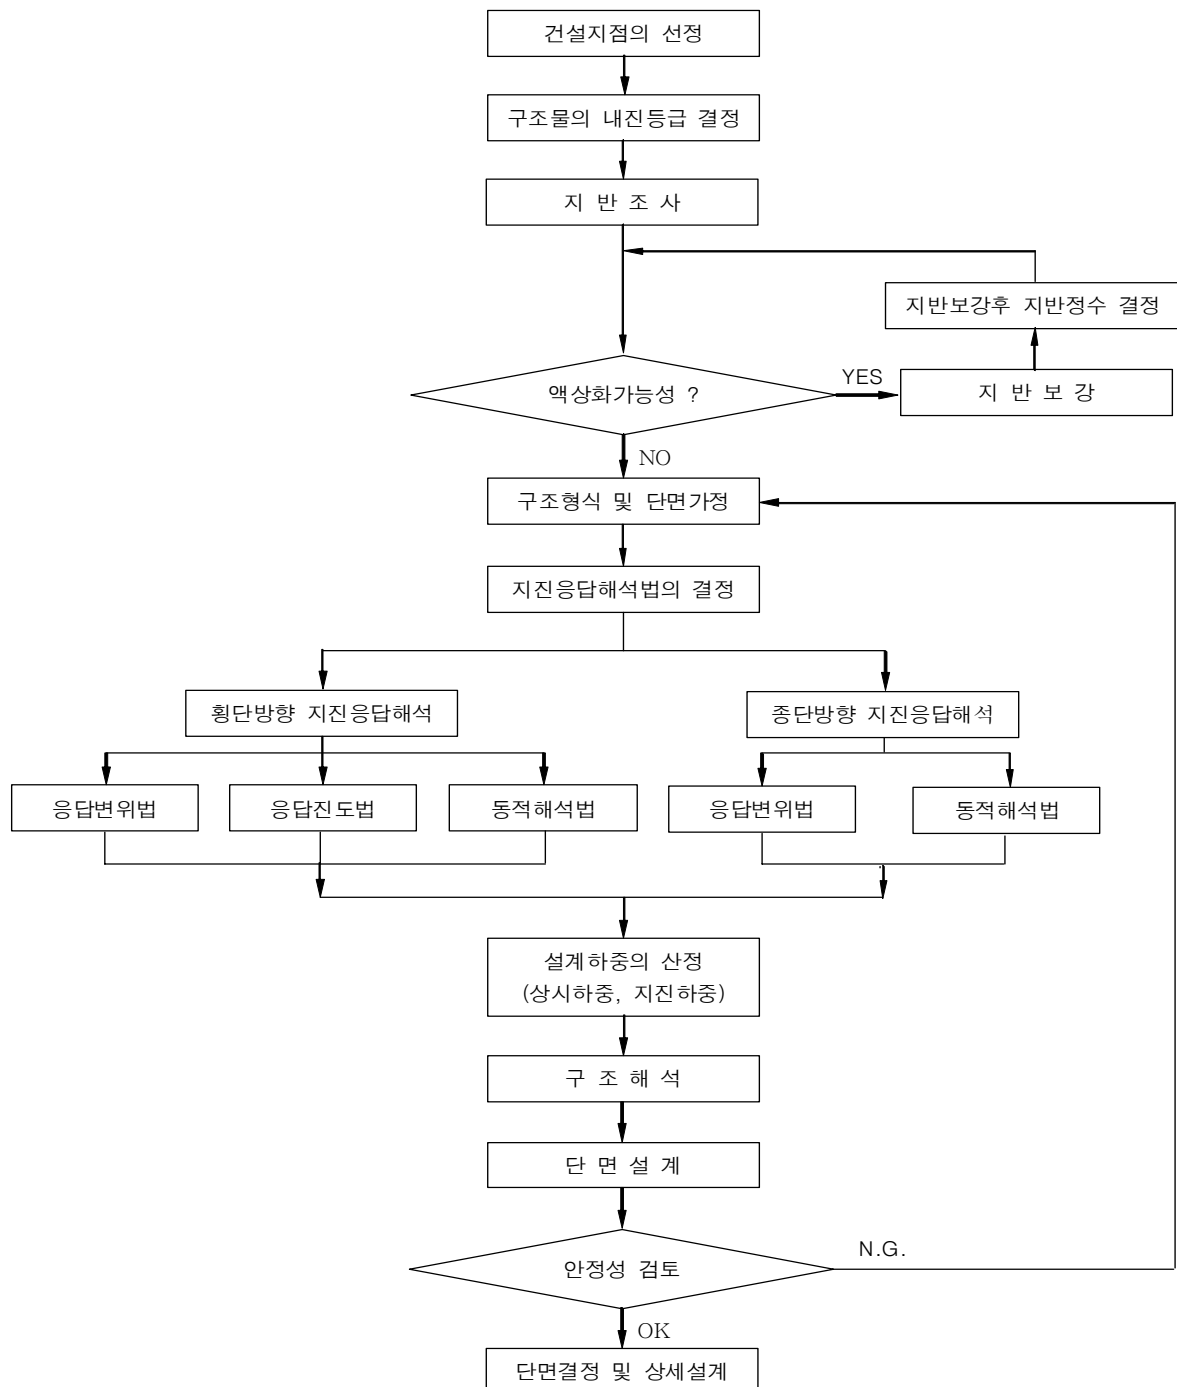 건설지점의 선정
구조물의 내진등급 결정
지 반 조 사
지반보강후 지반정수 결정
액상화가능성 ?
YES
지 반 보 강
NO
구조형식 및 단면가정
지진응답해석법의 결정
횡단방향 지진응답해석
종단방향 지진응답해석
응답변위법
응답진도법
동적해석법
응답변위법
동적해석법
설계하중의 산정
(상시하중, 지진하중)
구 조 해 석
단 면 설 계
안정성 검토
N.G.
OK
단면결정 및 상세설계